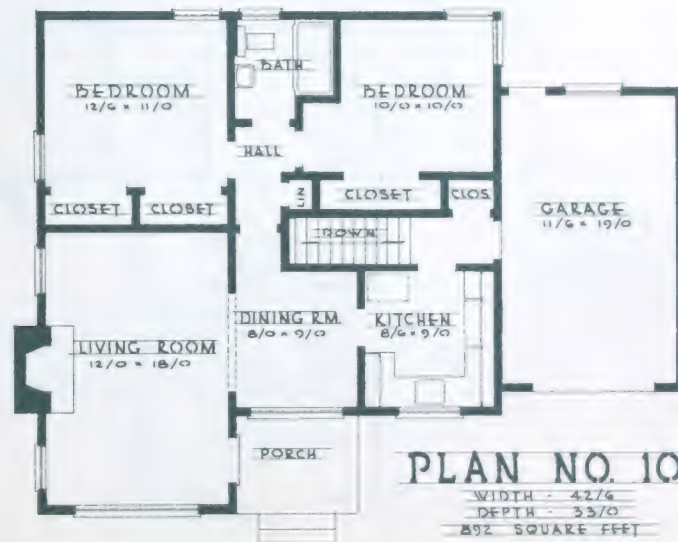 BATH
BEDROOM
12/6 × 11/0
BEDROOM
10/0 × 10/0
HALL
LIN
CLOSET
CLOSET
CLOSET
CLOS.
GARAGE
11/6 × 19/0
DOWN
DINING RM.
8/0 × 9/0
KITCHEN
8/6 × 9/0
LIVING ROOM
12/0 × 18/0
PORCH
PLAN NO. 10
WIDTH - 42/6
DEPTH - 33/0
892 SQUARE FEET